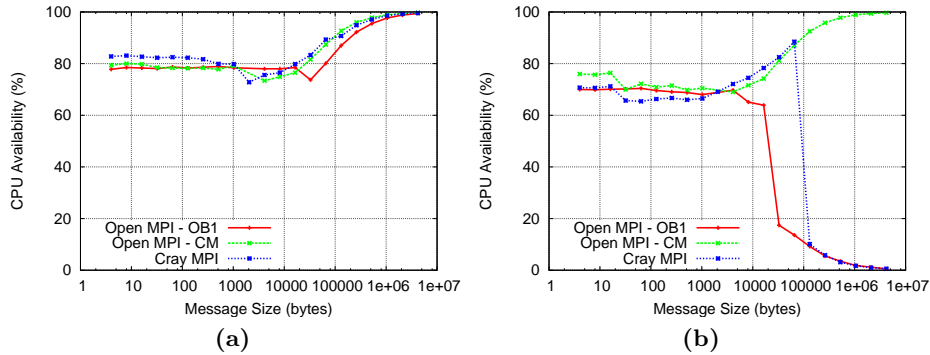 100
80
60
40
20
0
CPU Availability (%)
Open MPI - OB1
Open MPI - CM
Cray MPI
1 10 100 1000 10000 100000 1e+06 1e+07
Message Size (bytes)
(a)
100
80
60
40
20
0
CPU Availability (%)
Open MPI - OB1
Open MPI - CM
Cray MPI
1 10 100 1000 10000 100000 1e+06 1e+07
Message Size (bytes)
(b)